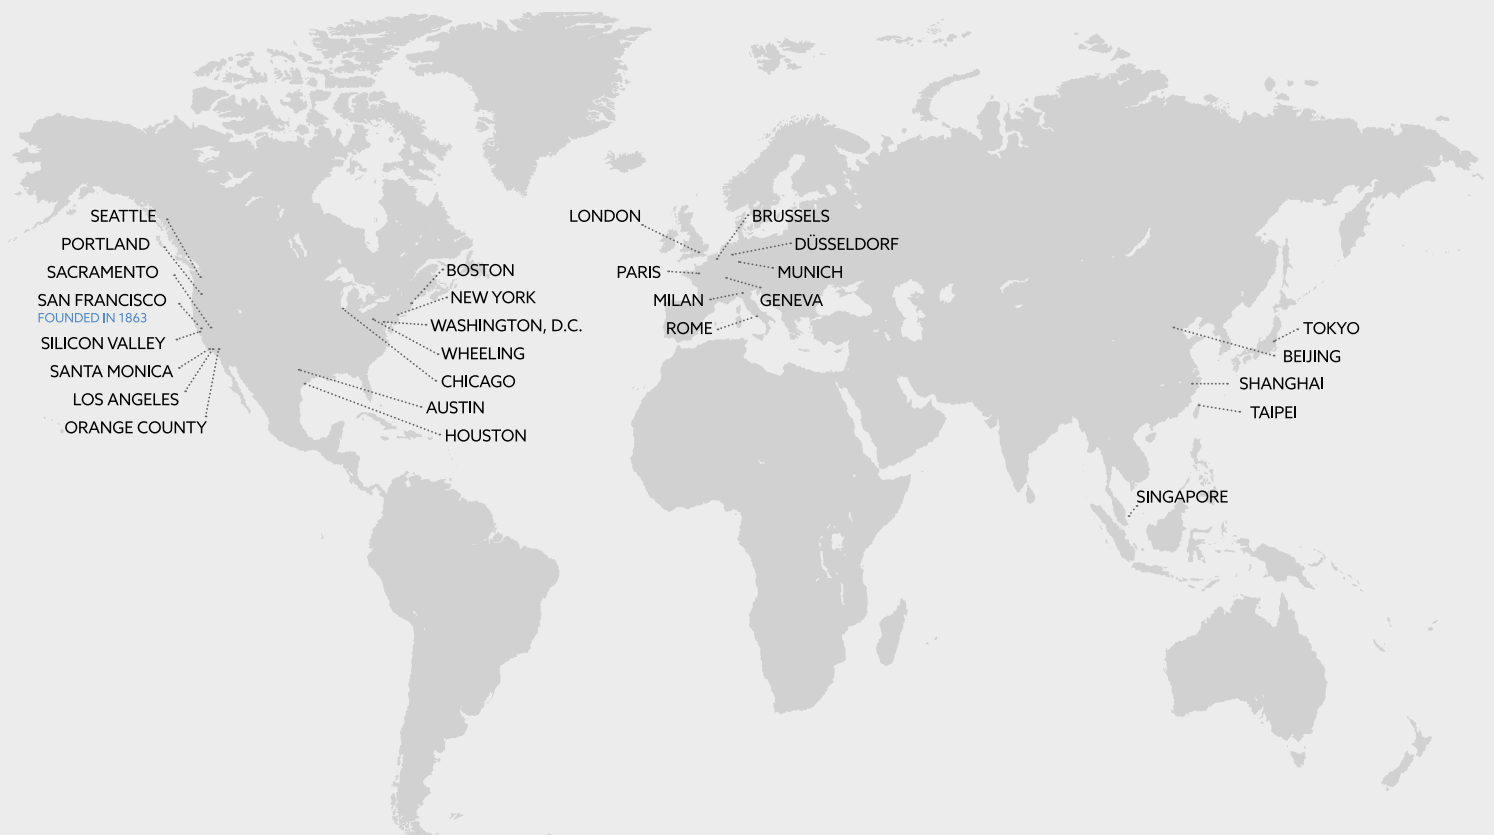 SEATTLE
PORTLAND
SACRAMENTO
SAN FRANCISCO
FOUNDED IN 1863
SILICON VALLEY
SANTA MONICA
LOS ANGELES
ORANGE COUNTY
BOSTON
NEW YORK
WASHINGTON, D.C.
WHEELING
CHICAGO
AUSTIN
HOUSTON
LONDON
PARIS
MILAN
ROME
BRUSSELS
DÜSSELDORF
MUNICH
GENEVA
TOKYO
BEIJING
SHANGHAI
TAIPEI
SINGAPORE